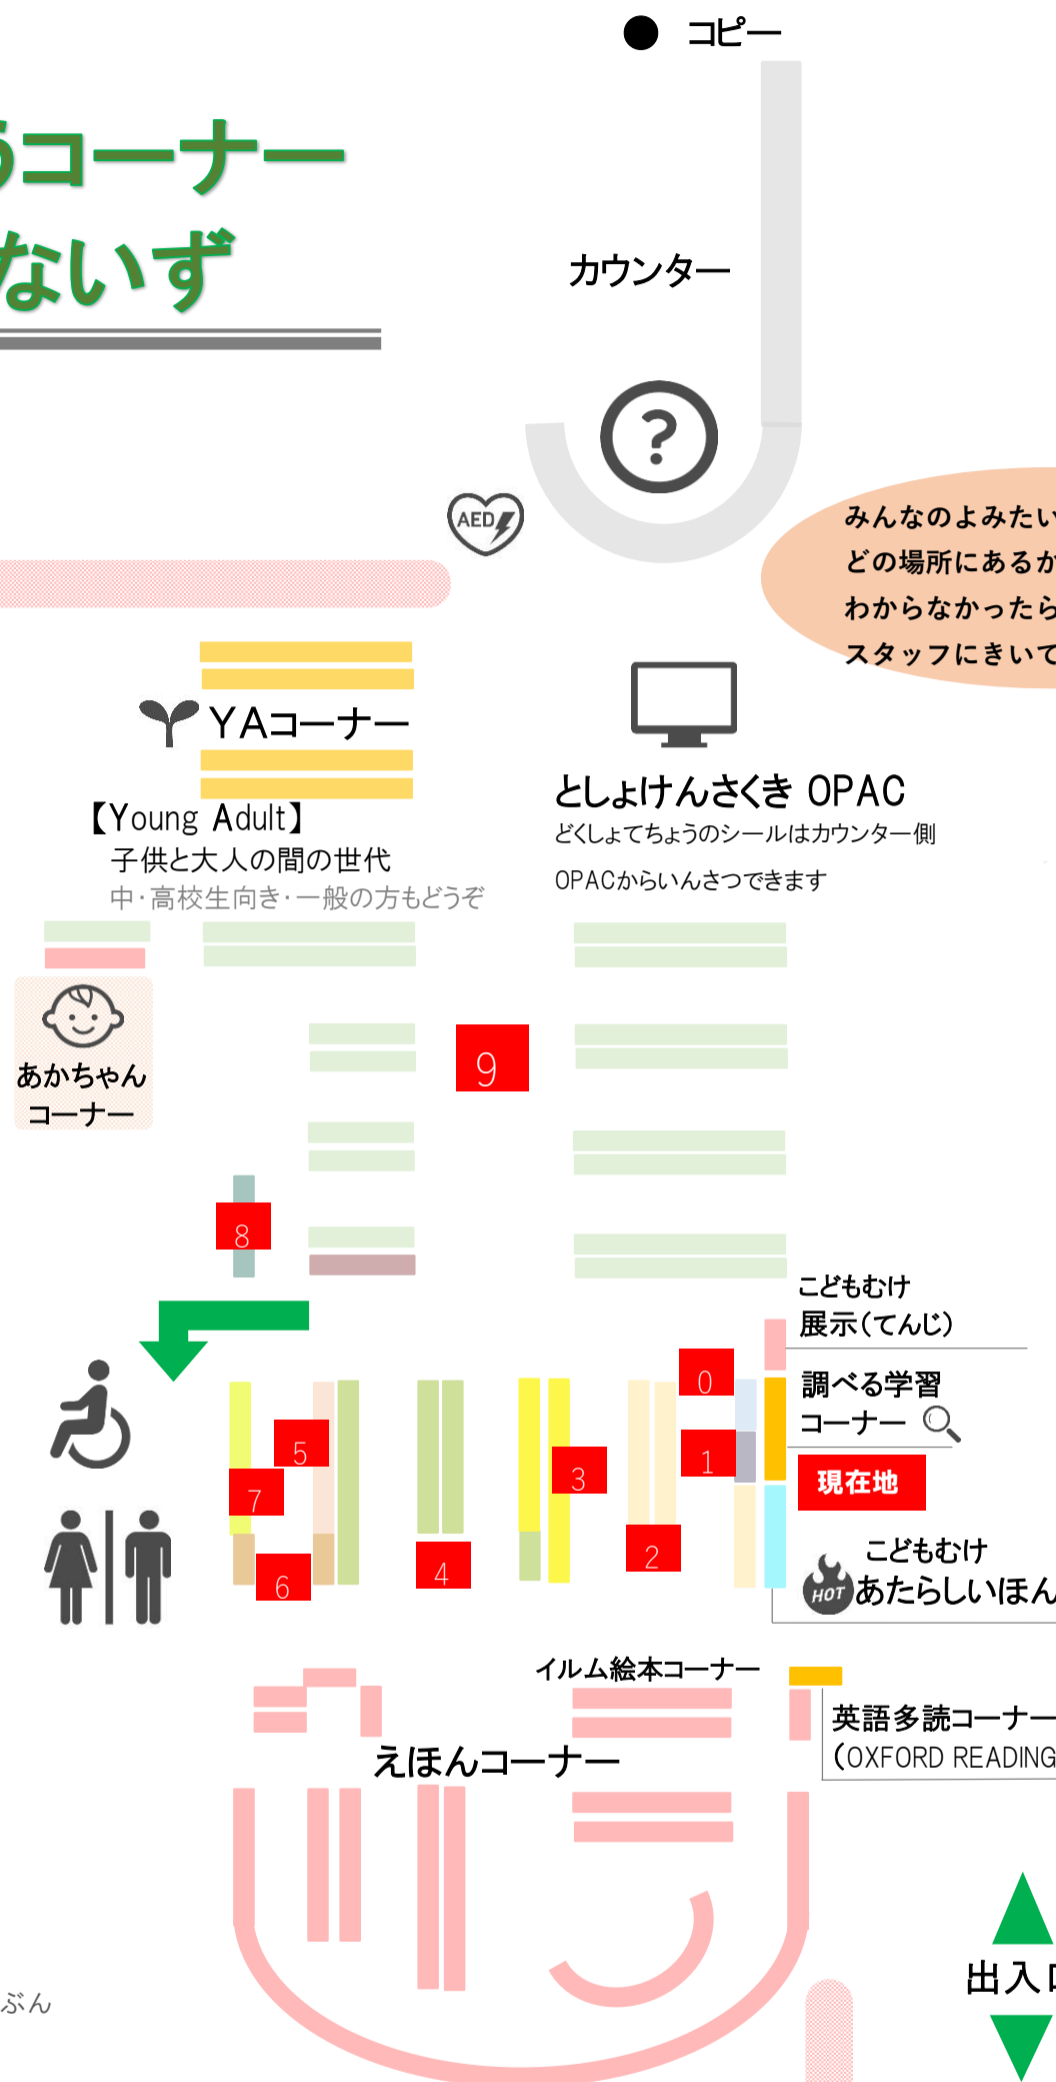 コピー
うコーナー
ないず
カウンター
?
AED
みんなのよみたい
どの場所にあるか
わからなかったら
スタッフにきいて
YAコーナー
【Young Adult】
子供と大人の間の世代
中・高校生向き・一般の方もどうぞ
としょけんさくき OPAC
どくしょてちょうのシールはカウンター側
OPACからいんさつできます
あかちゃん
コーナー
9
8
こどもむけ
展示(てんじ)
調べる学習
コーナー
現在地
0
1
5
3
7
2
4
6
HOT
こどもむけ
あたらしいほん
イルム絵本コーナー
英語多読コーナー
(OXFORD READING
えほんコーナー
出入口
ぶん